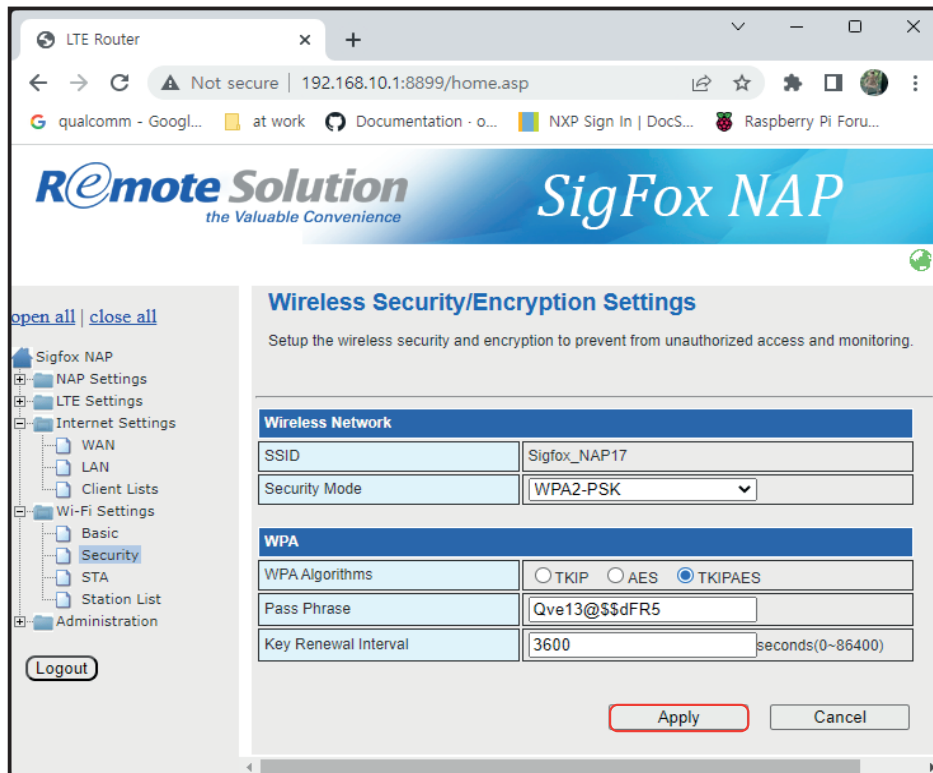 LTE Router
Not secure | 192.168.10.1:8899/home.asp
qualcomm - Googl... at work Documentation · o... NXP Sign In | DocS... Raspberry Pi Foru...
Remote Solution
the Valuable Convenience
SigFox NAP
open all | close all
Sigfox NAP
NAP Settings
LTE Settings
Internet Settings
WAN
LAN
Client Lists
Wi-Fi Settings
Basic
Security
STA
Station List
Administration
Logout
Wireless Security/Encryption Settings
Setup the wireless security and encryption to prevent from unauthorized access and monitoring.
Wireless Network
SSID Sigfox_NAP17
Security Mode WPA2-PSK
WPA
WPA Algorithms TKIP AES TKIPAES
Pass Phrase Qve13@$$dFR5
Key Renewal Interval 3600 seconds(0~86400)
Apply Cancel